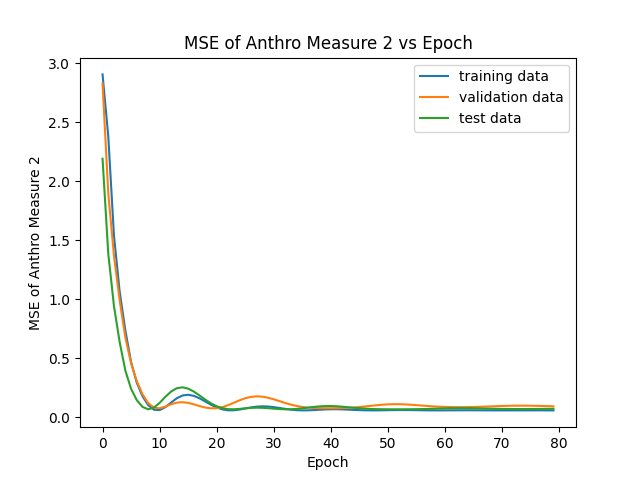 MSE of Anthro Measure 2 vs Epoch
training data
validation data
test data
MSE of Anthro Measure 2
3.0
2.5
2.0
1.5
1.0
0.5
0.0
0 10 20 30 40 50 60 70 80
Epoch